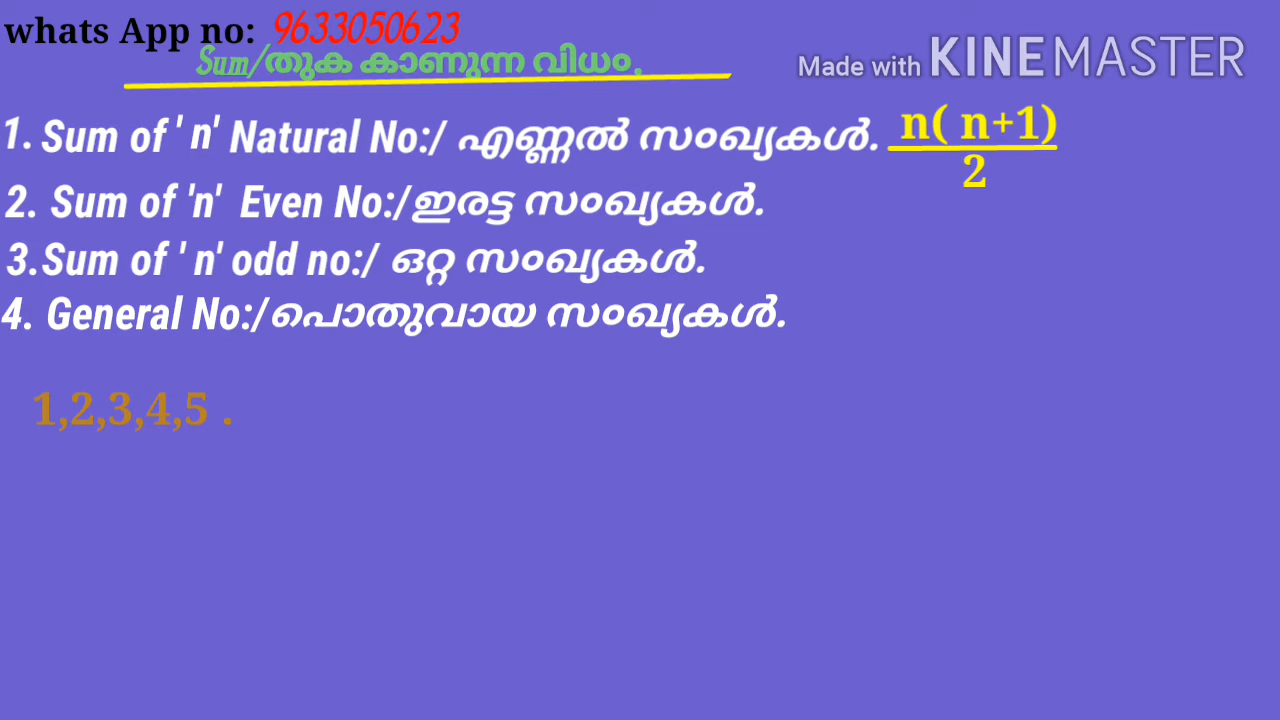 whats App no: 9633050623
Made with KINEMASTER
Sum/തുക കാണുന്ന വിധം.
1. Sum of ' n' Natural No:/ എണ്ണൽ സംഖ്യകൾ. n( n+1)
2
2. Sum of 'n' Even No:/ഇരട്ട സംഖ്യകൾ.
3.Sum of ' n' odd no:/ ഒറ്റ സംഖ്യകൾ.
4. General No:/പൊതുവായ സംഖ്യകൾ.
1,2,3,4,5 .